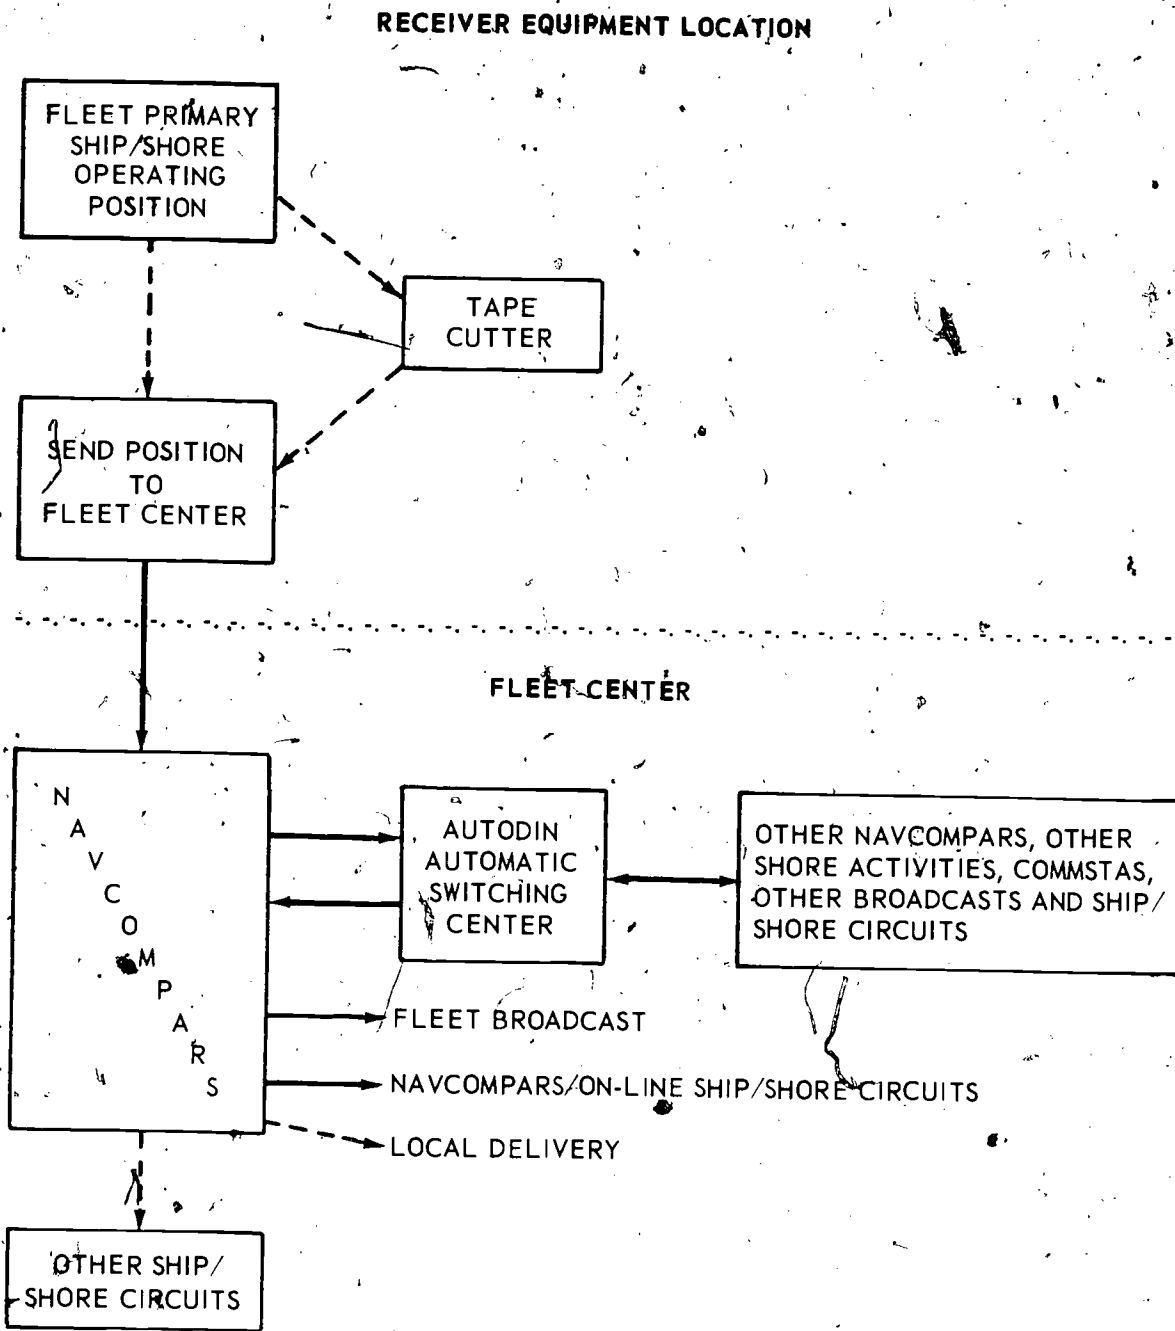 RECEIVER EQUIPMENT LOCATION
FLEET PRIMARY
SHIP/SHORE
OPERATING
POSITION
TAPE
CUTTER
SEND POSITION
TO
FLEET CENTER
FLEET CENTER
N
A
V
C
O
M
P
A
R
S
AUTODIN
AUTOMATIC
SWITCHING
CENTER
OTHER NAVCOMPARS, OTHER
SHORE ACTIVITIES, COMMSTAS,
OTHER BROADCASTS AND SHIP/
SHORE CIRCUITS
FLEET BROADCAST
NAVCOMPARS/ON-LINE SHIP/SHORE CIRCUITS
LOCAL DELIVERY
OTHER SHIP/
SHORE CIRCUITS